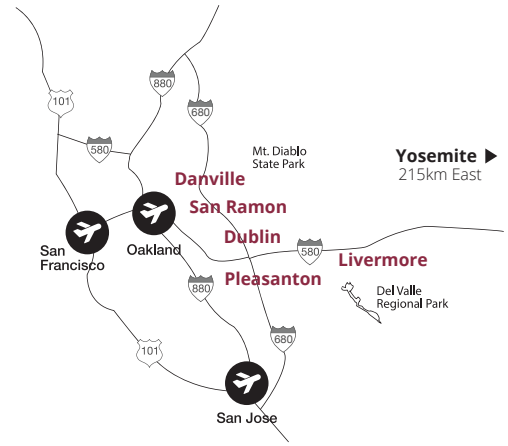 880
101
680
580
Mt. Diablo
State Park
Yosemite ▶
215km East
Danville
San Ramon
Dublin
San
Francisco
Oakland
580
Livermore
Pleasanton
880
Del Valle
Regional Park
680
101
San Jose